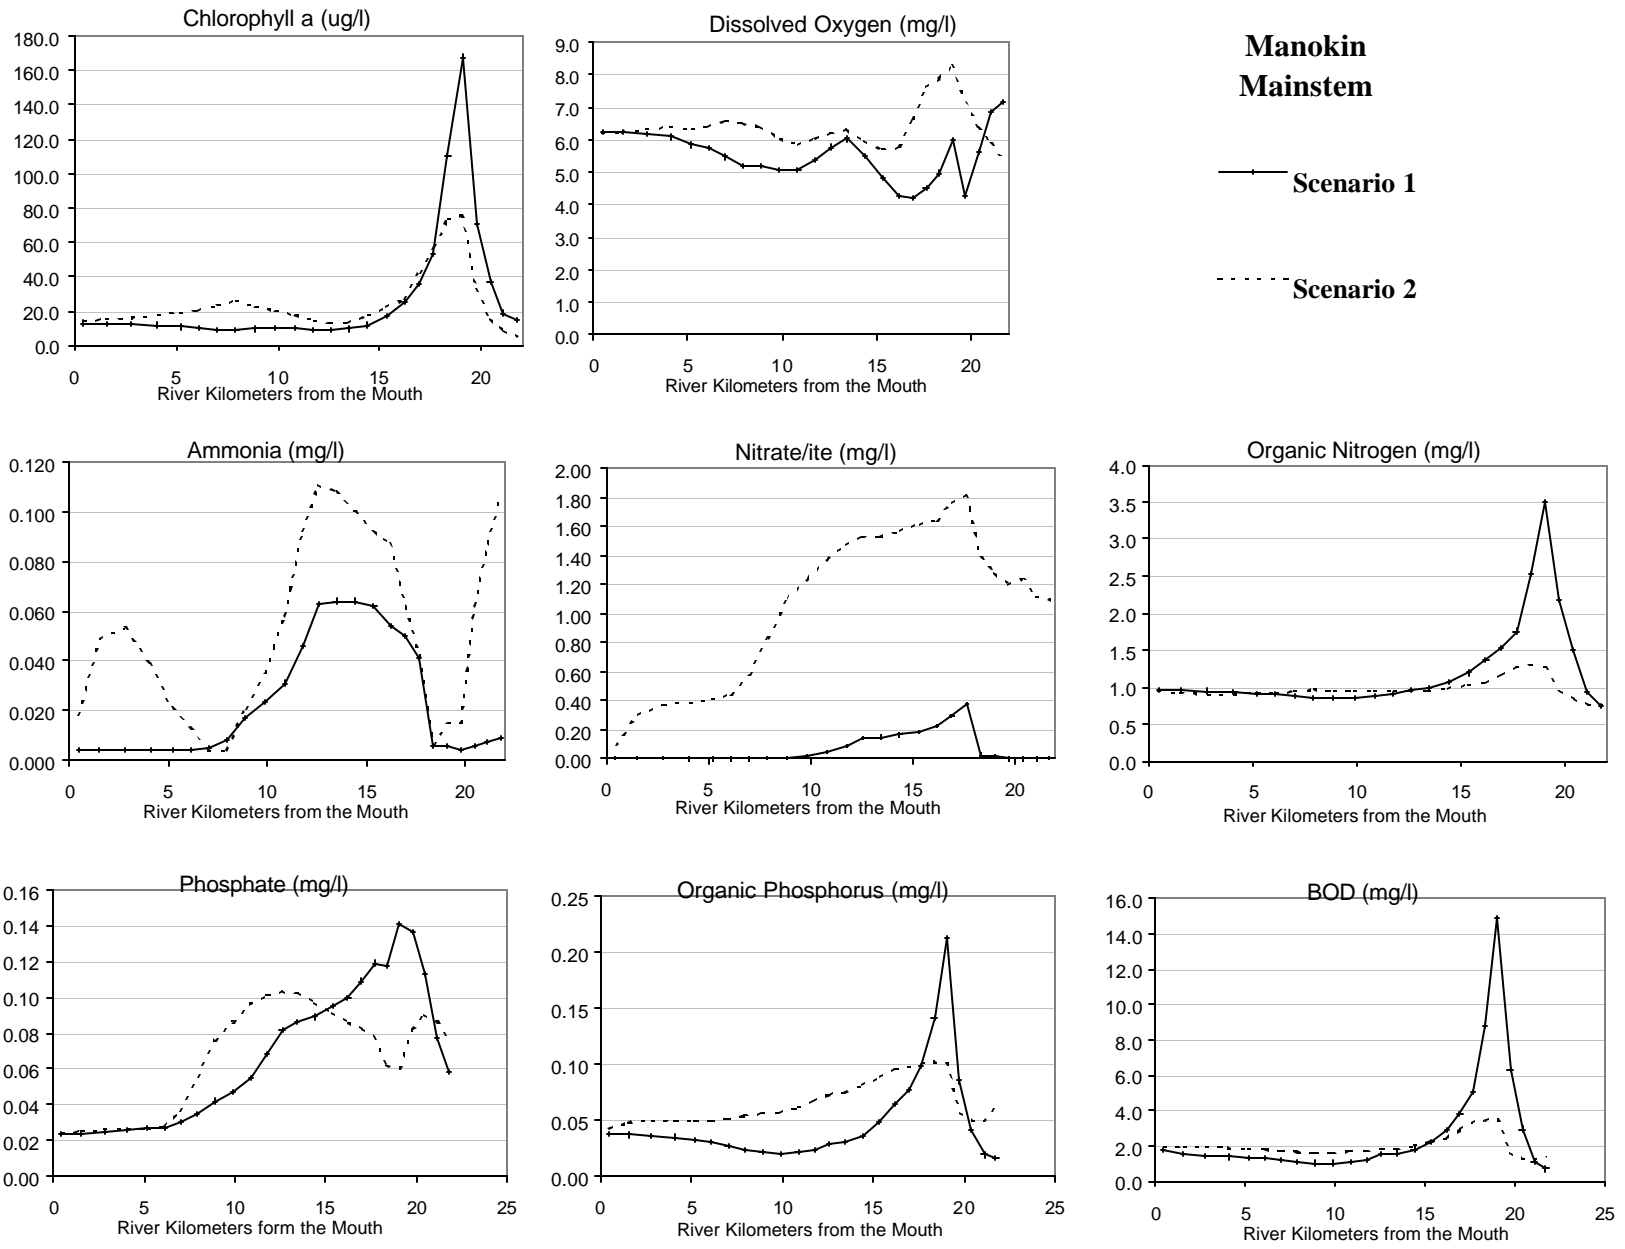 Chlorophyll a (ug/l)
180.0
160.0
140.0
120.0
100.0
80.0
60.0
40.0
20.0
0.0
0 5 10 15 20
River Kilometers from the Mouth
Dissolved Oxygen (mg/l)
9.0
8.0
7.0
6.0
5.0
4.0
3.0
2.0
1.0
0.0
0 5 10 15 20
River Kilometers from the Mouth
Manokin
Mainstem
Scenario 1
Scenario 2
Ammonia (mg/l)
0.120
0.100
0.080
0.060
0.040
0.020
0.000
0 5 10 15 20
River Kilometers from the Mouth
Nitrate/ite (mg/l)
2.00
1.80
1.60
1.40
1.20
1.00
0.80
0.60
0.40
0.20
0.00
0 5 10 15 20
River Kilometers from the Mouth
Organic Nitrogen (mg/l)
4.0
3.5
3.0
2.5
2.0
1.5
1.0
0.5
0.0
0 5 10 15 20
River Kilometers from the Mouth
Phosphate (mg/l)
0.16
0.14
0.12
0.10
0.08
0.06
0.04
0.02
0.00
0 5 10 15 20 25
River Kilometers form the Mouth
Organic Phosphorus (mg/l)
0.25
0.20
0.15
0.10
0.05
0.00
0 5 10 15 20 25
River Kilometers from the Mouth
BOD (mg/l)
16.0
14.0
12.0
10.0
8.0
6.0
4.0
2.0
0.0
0 5 10 15 20 25
River Kilometers from the Mouth